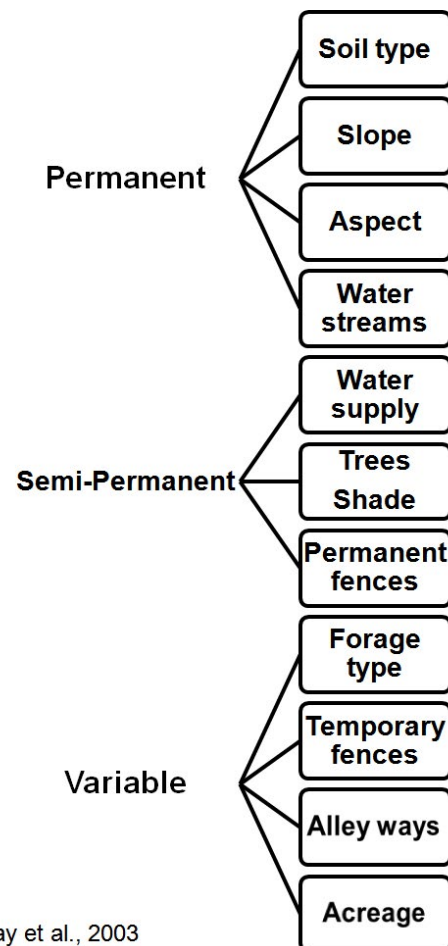 Permanent
Soil type
Slope
Aspect
Water
streams
Semi-Permanent
Water
supply
Trees
Shade
Permanent
fences
Variable
Forage
type
Temporary
fences
Alley ways
Acreage
et al., 2003